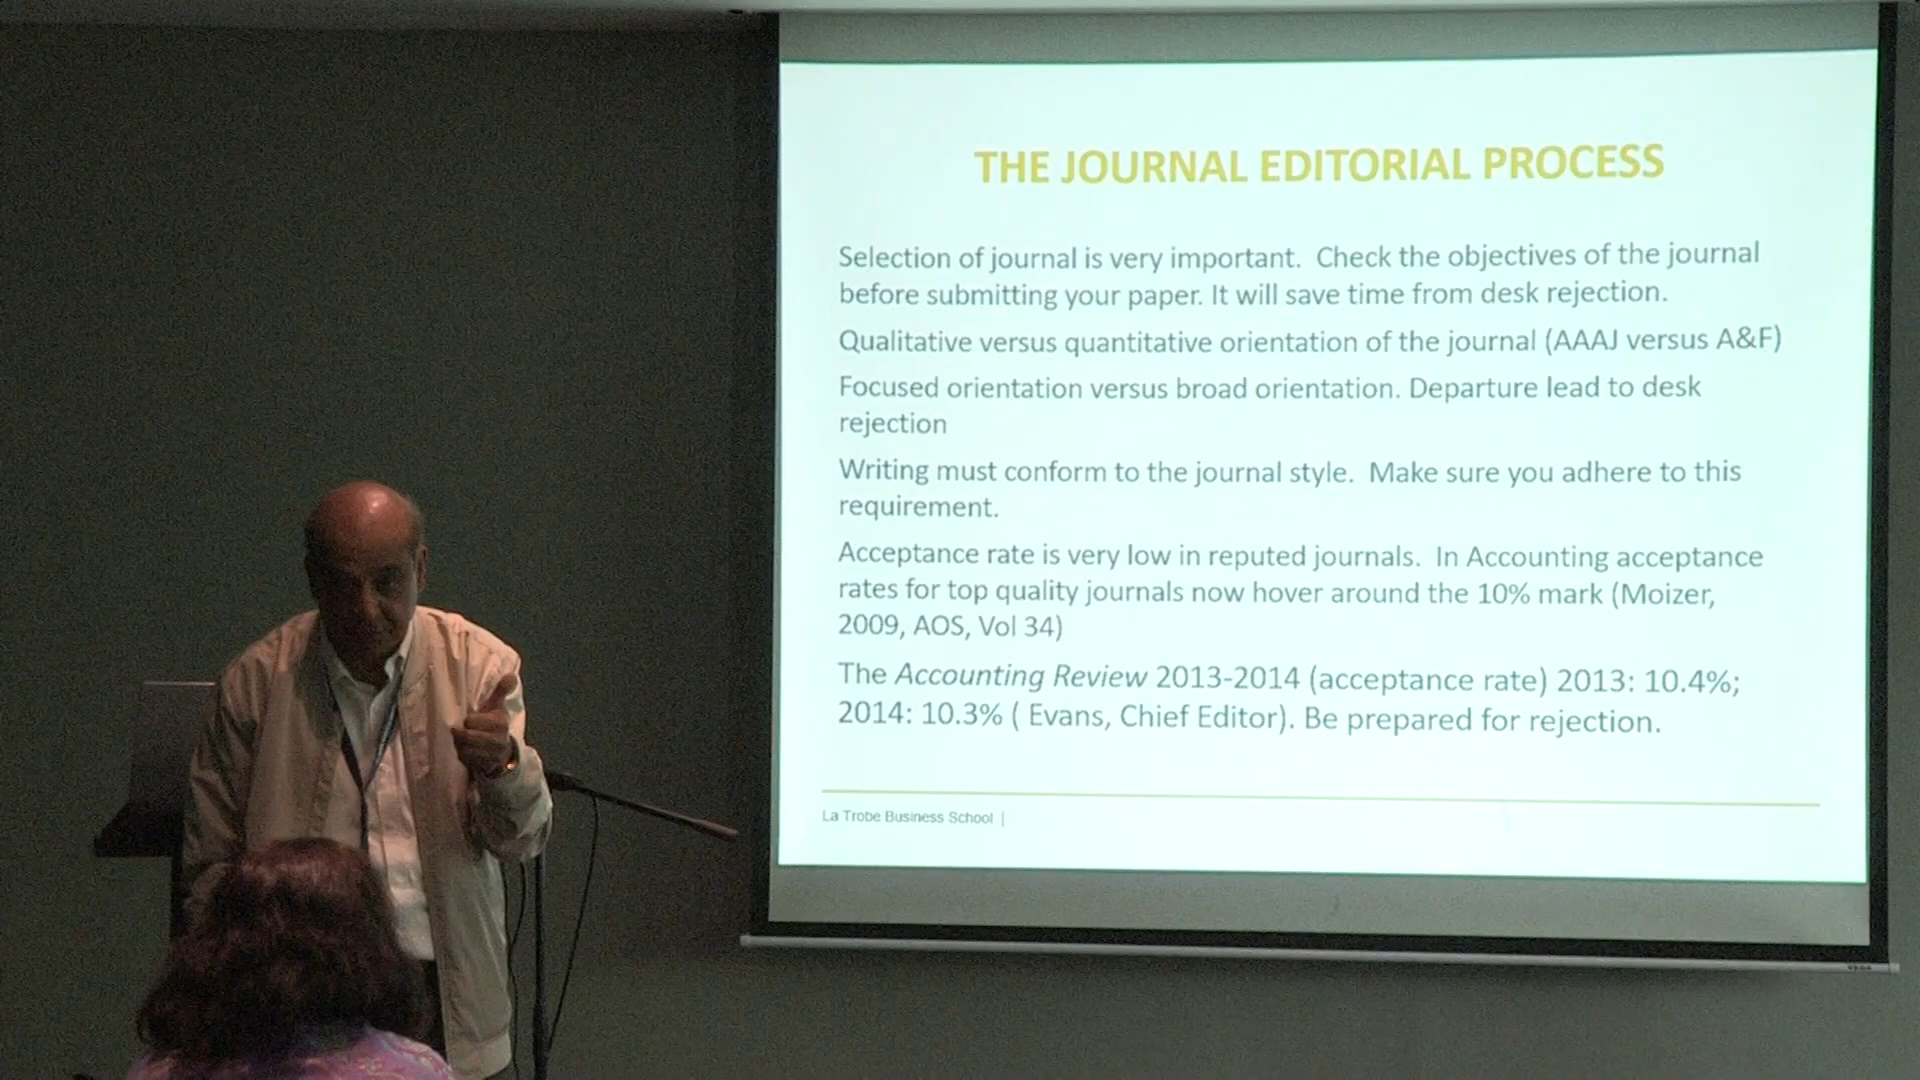 THE JOURNAL EDITORIAL PROCESS
Selection of journal is very important. Check the objectives of the journal
before submitting your paper. It will save time from desk rejection.
Qualitative versus quantitative orientation of the journal (AAAJ versus A&F)
Focused orientation versus broad orientation. Departure lead to desk
rejection
Writing must conform to the journal style. Make sure you adhere to this
requirement.
Acceptance rate is very low in reputed journals. In Accounting acceptance
rates for top quality journals now hover around the 10% mark (Moizer,
2009, AOS, Vol 34)
The Accounting Review 2013-2014 (acceptance rate) 2013: 10.4%;
2014: 10.3% ( Evans, Chief Editor). Be prepared for rejection.
La Trobe Business School |